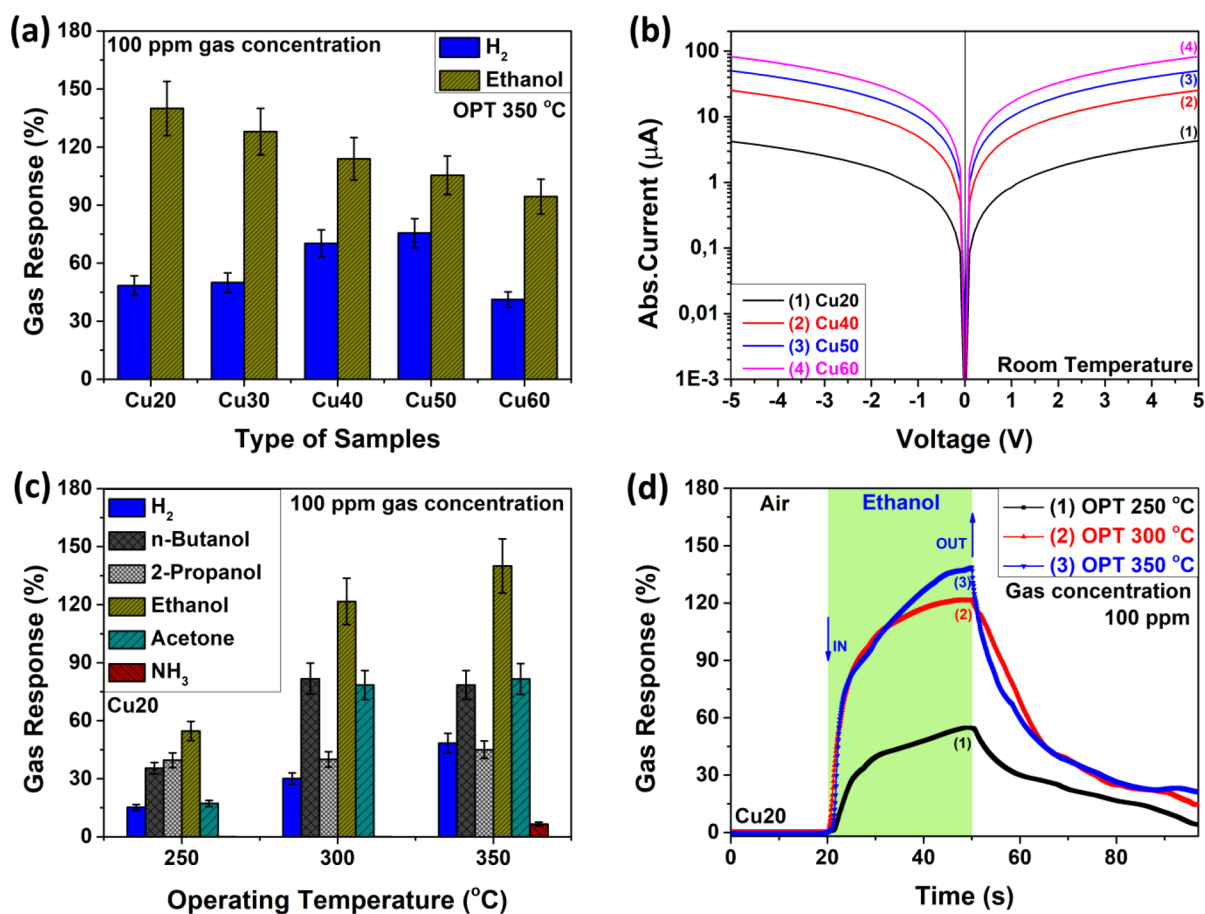 (a)
100 ppm gas concentration
H2
Ethanol
OPT 350 °C
180
150
120
90
60
30
0
Gas Response (%)
Cu20 Cu30 Cu40 Cu50 Cu60
Type of Samples
(b)
100
10
1
0,1
0,01
1E-3
Abs.Current (μA)
(4)
(3)
(2)
(1)
(1) Cu20
(2) Cu40
(3) Cu50
(4) Cu60
Room Temperature
-5 -4 -3 -2 -1 0 1 2 3 4 5
Voltage (V)
(c)
100 ppm gas concentration
H2
n-Butanol
2-Propanol
Ethanol
Acetone
NH3
Cu20
180
150
120
90
60
30
0
Gas Response (%)
250 300 350
Operating Temperature (°C)
(d)
Air
Ethanol
(1) OPT 250 °C
(2) OPT 300 °C
(3) OPT 350 °C
Gas concentration
100 ppm
OUT
IN
(3)
(2)
(1)
Cu20
180
150
120
90
60
30
0
Gas Response (%)
0 20 40 60 80
Time (s)